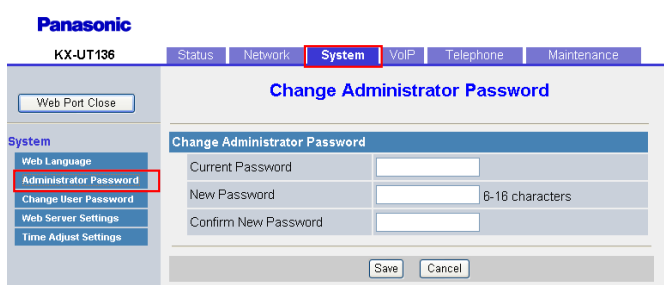 Panasonic
KX-UT136
Status Network System VoIP Telephone Maintenance
Web Port Close
Change Administrator Password
System
Web Language
Administrator Password
Change User Password
Web Server Settings
Time Adjust Settings
Change Administrator Password
Current Password
New Password 6-16 characters
Confirm New Password
Save Cancel